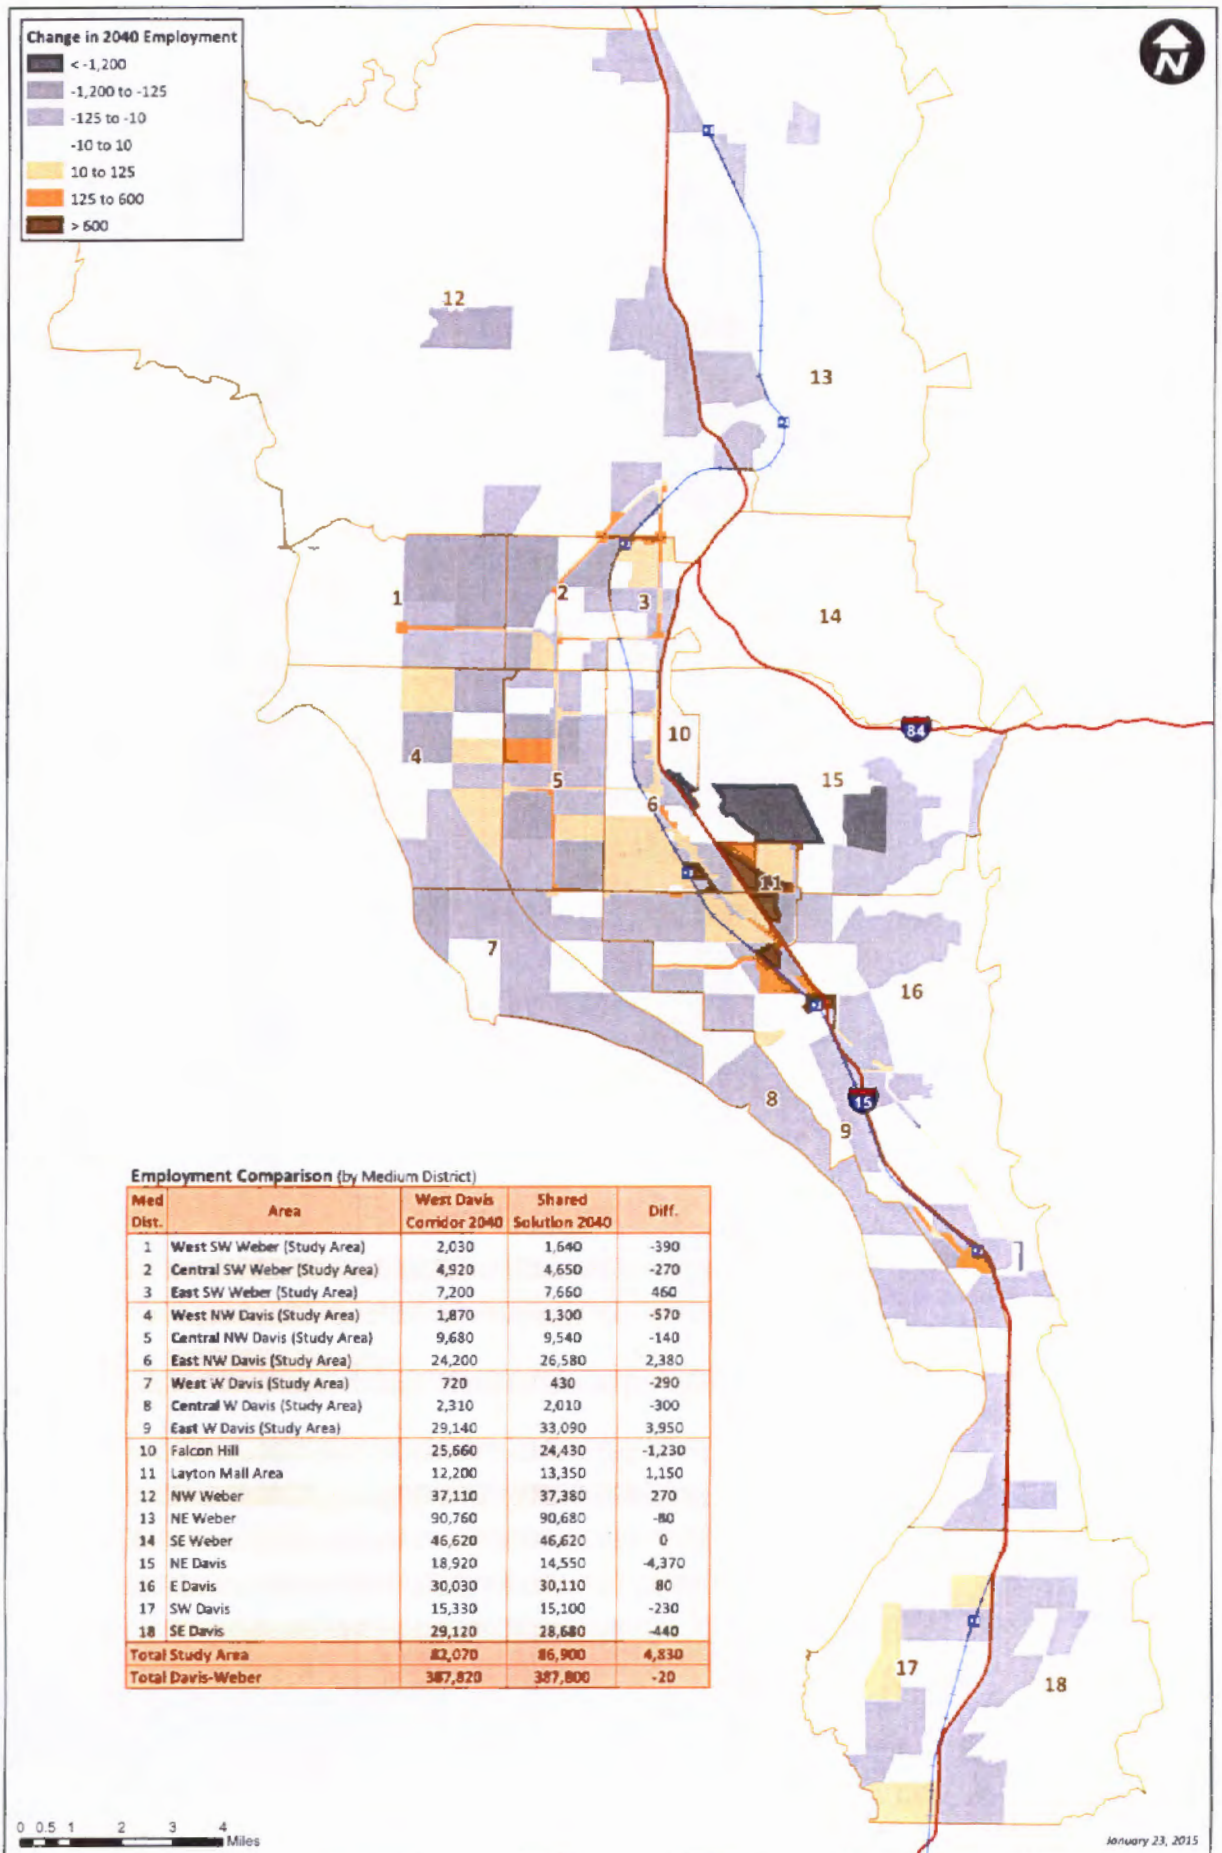 Change in 2040 Employment
< -1,200
-1,200 to -125
-125 to -10
-10 to 10
10 to 125
125 to 600
> 600
N
12
13
1
2
3
14
84
10
4
5
15
6
11
7
16
8
15
9
17
18
Employment Comparison (by Medium District)
Med Dist. Area West Davis Corridor 2040 Shared Solution 2040 Diff.
1 West SW Weber (Study Area) 2,030 1,640 -390
2 Central SW Weber (Study Area) 4,920 4,650 -270
3 East SW Weber (Study Area) 7,200 7,660 460
4 West NW Davis (Study Area) 1,870 1,300 -570
5 Central NW Davis (Study Area) 9,680 9,540 -140
6 East NW Davis (Study Area) 24,200 26,580 2,380
7 West W Davis (Study Area) 720 430 -290
8 Central W Davis (Study Area) 2,310 2,010 -300
9 East W Davis (Study Area) 29,140 33,090 3,950
10 Falcon Hill 25,660 24,430 -1,230
11 Layton Mall Area 12,200 13,350 1,150
12 NW Weber 37,110 37,380 270
13 NE Weber 90,760 90,680 -80
14 SE Weber 46,620 46,620 0
15 NE Davis 18,920 14,550 -4,370
16 E Davis 30,030 30,110 80
17 SW Davis 15,330 15,100 -230
18 SE Davis 29,120 28,680 -440
Total Study Area 82,070 86,900 4,830
Total Davis-Weber 387,820 387,800 -20
0 0.5 1 2 3 4
Miles
January 23, 2015